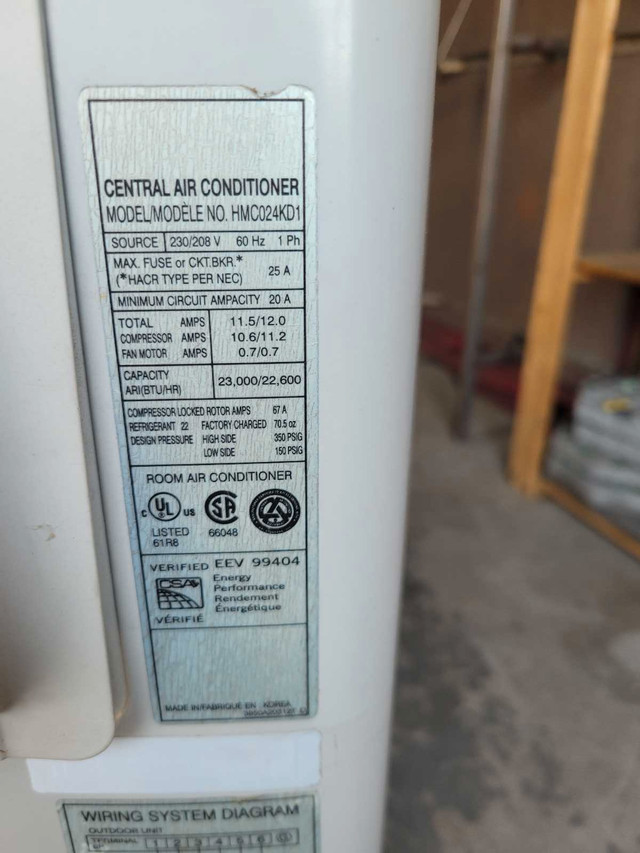 CENTRAL AIR CONDITIONER
MODEL/MODÈLE NO. HMC024KD1
SOURCE 230/208 V 60 Hz 1 Ph
MAX. FUSE or CKT.BKR.*
(*HACR TYPE PER NEC) 25 A
MINIMUM CIRCUIT AMPACITY 20 A
TOTAL AMPS 11.5/12.0
COMPRESSOR AMPS 10.6/11.2
FAN MOTOR AMPS 0.7/0.7
CAPACITY
ARI(BTU/HR) 23,000/22,600
COMPRESSOR LOCKED ROTOR AMPS 67 A
REFRIGERANT 22 FACTORY CHARGED 70.5 oz
DESIGN PRESSURE HIGH SIDE 350 PSIG
LOW SIDE 150 PSIG
ROOM AIR CONDITIONER
C UL US
LISTED
61R8
SA
66048
VERIFIED EEV 99404
CSA
Energy
Performance
Rendement
Énergétique
VÉRIFIÉ
MADE IN/FABRIQUE EN KOREA
WIRING SYSTEM DIAGRAM
OUTDOOR UNIT
TERMINAL 1 2 3 4 5 6